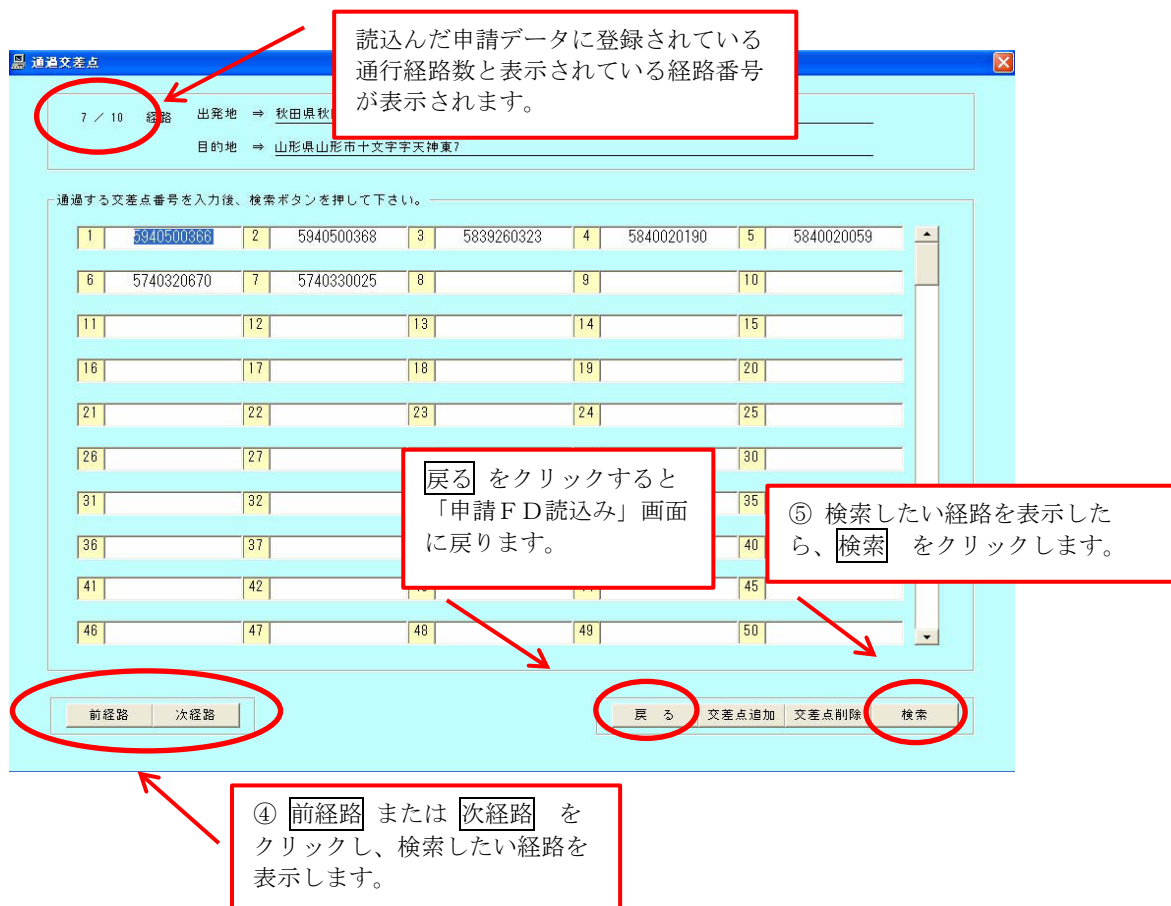 読込んだ申請データに登録されている
通行経路数と表示されている経路番号
が表示されます。
通過交差点
7 ／ 10 経路 出発地 ⇒ 秋田県秋
目的地 ⇒ 山形県山形市十文字字天神東7
通過する交差点番号を入力後、検索ボタンを押して下さい。
1 5940500366 2 5940500368 3 5839260323 4 5840020190 5 5840020059
6 5740320670 7 5740330025 8 9 10
11 12 13 14 15
16 17 18 19 20
21 22 23 24 25
26 27 30
31 32 35
36 37 40
41 42 45
46 47 48 49 50
戻る をクリックすると
「申請ＦＤ読込み」画面
に戻ります。
⑤ 検索したい経路を表示した
ら、検索 をクリックします。
前経路 次経路 戻 る 交差点追加 交差点削除 検索
④ 前経路 または 次経路 を
クリックし、検索したい経路を
表示します。